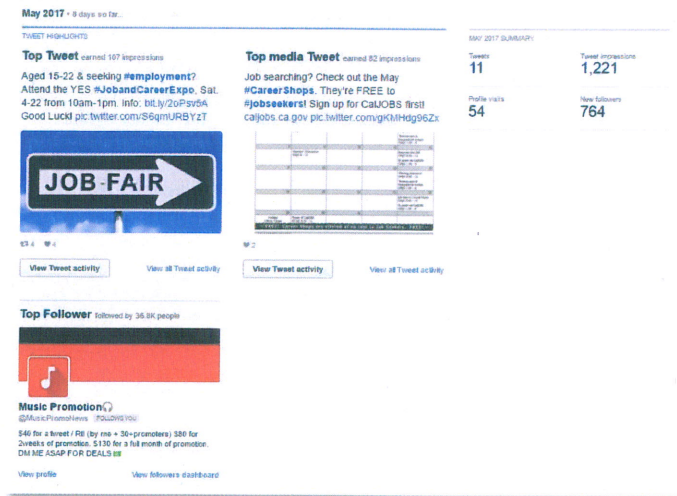 May 2017 • 8 days so far..
TWEET HIGHLIGHTS
Top Tweet earned 107 impressions
Aged 15-22 & seeking #employment?
Attend the YES #JobandCareerExpo, Sat.
4-22 from 10am-1pm. Info: bit.ly/2oPsv5A
Good Luck! pic.twitter.com/S6qmURBYzT
JOB-FAIR
4 4
View Tweet activity View all Tweet activity
Top media Tweet earned 82 impressions
Job searching? Check out the May
#CareerShops. They're FREE to
#jobseekers! Sign up for CalJOBS first!
caljobs.ca.gov pic.twitter.com/gKMHdg96Zx
2
View Tweet activity View all Tweet activity
Top Follower followed by 36.8K people
Music Promotion
@MusicPromoNews FOLLOWS YOU
$40 for a tweet / Rt (by me + 30+promoters) $80 for
2weeks of promotion. $130 for a full month of promotion.
DM ME ASAP FOR DEALS
View profile View followers dashboard
MAY 2017 SUMMARY
Tweets Tweet impressions
11 1,221
Profile visits New followers
54 764